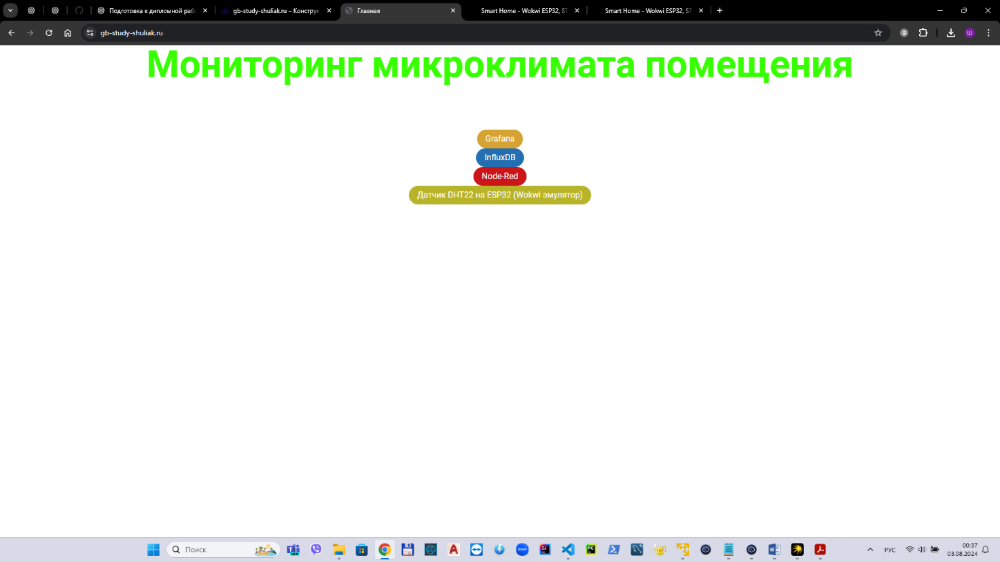 Подготовка к дипломной рабо
gb-study-shuliak.ru – Конструк
Главная
Smart Home - Wokwi ESP32, ST
Smart Home - Wokwi ESP32, ST
gb-study-shuliak.ru
Ш
Мониторинг микроклимата помещения
Grafana
InfluxDB
Node-Red
Датчик DHT22 на ESP32 (Wokwi эмулятор)
Поиск
РУС
00:37
03.08.2024